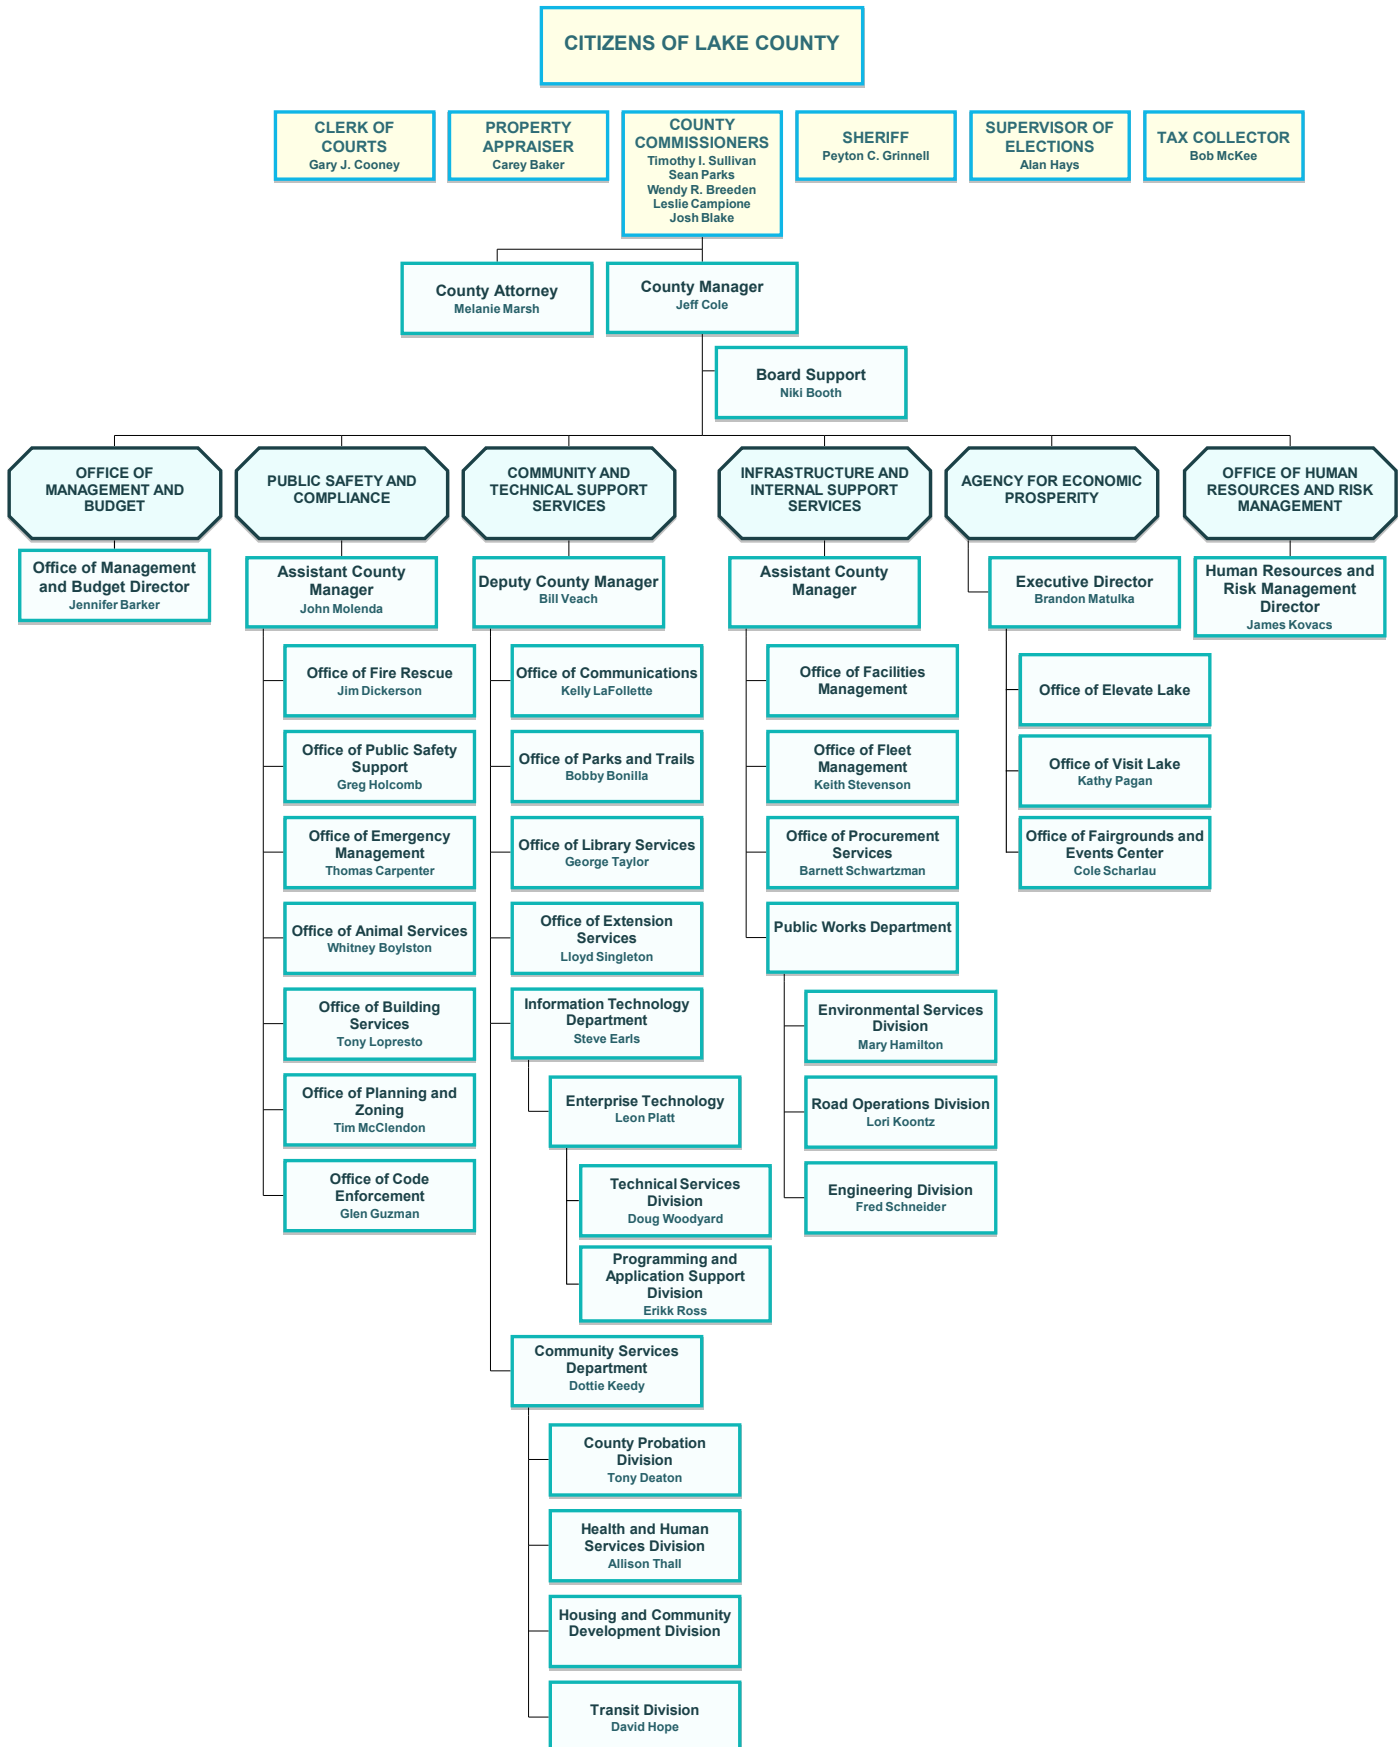 CITIZENS OF LAKE COUNTY
CLERK OF
COURTS
Gary J. Cooney
PROPERTY
APPRAISER
Carey Baker
COUNTY
COMMISSIONERS
Timothy I. Sullivan
Sean Parks
Wendy R. Breeden
Leslie Campione
Josh Blake
SHERIFF
Peyton C. Grinnell
SUPERVISOR OF
ELECTIONS
Alan Hays
TAX COLLECTOR
Bob McKee
County Attorney
Melanie Marsh
County Manager
Jeff Cole
Board Support
Niki Booth
OFFICE OF
MANAGEMENT AND
BUDGET
Office of Management
and Budget Director
Jennifer Barker
PUBLIC SAFETY AND
COMPLIANCE
Assistant County
Manager
John Molenda
Office of Fire Rescue
Jim Dickerson
Office of Public Safety
Support
Greg Holcomb
Office of Emergency
Management
Thomas Carpenter
Office of Animal Services
Whitney Boylston
Office of Building
Services
Tony Lopresto
Office of Planning and
Zoning
Tim McClendon
Office of Code
Enforcement
Glen Guzman
COMMUNITY AND
TECHNICAL SUPPORT
SERVICES
Deputy County Manager
Bill Veach
Office of Communications
Kelly LaFollette
Office of Parks and Trails
Bobby Bonilla
Office of Library Services
George Taylor
Office of Extension
Services
Lloyd Singleton
Information Technology
Department
Steve Earls
Enterprise Technology
Leon Platt
Technical Services
Division
Doug Woodyard
Programming and
Application Support
Division
Erikk Ross
Community Services
Department
Dottie Keedy
County Probation
Division
Tony Deaton
Health and Human
Services Division
Allison Thall
Housing and Community
Development Division
Transit Division
David Hope
INFRASTRUCTURE AND
INTERNAL SUPPORT
SERVICES
Assistant County
Manager
Office of Facilities
Management
Office of Fleet
Management
Keith Stevenson
Office of Procurement
Services
Barnett Schwartzman
Public Works Department
Environmental Services
Division
Mary Hamilton
Road Operations Division
Lori Koontz
Engineering Division
Fred Schneider
AGENCY FOR ECONOMIC
PROSPERITY
Executive Director
Brandon Matulka
Office of Elevate Lake
Office of Visit Lake
Kathy Pagan
Office of Fairgrounds and
Events Center
Cole Scharlau
OFFICE OF HUMAN
RESOURCES AND RISK
MANAGEMENT
Human Resources and
Risk Management
Director
James Kovacs